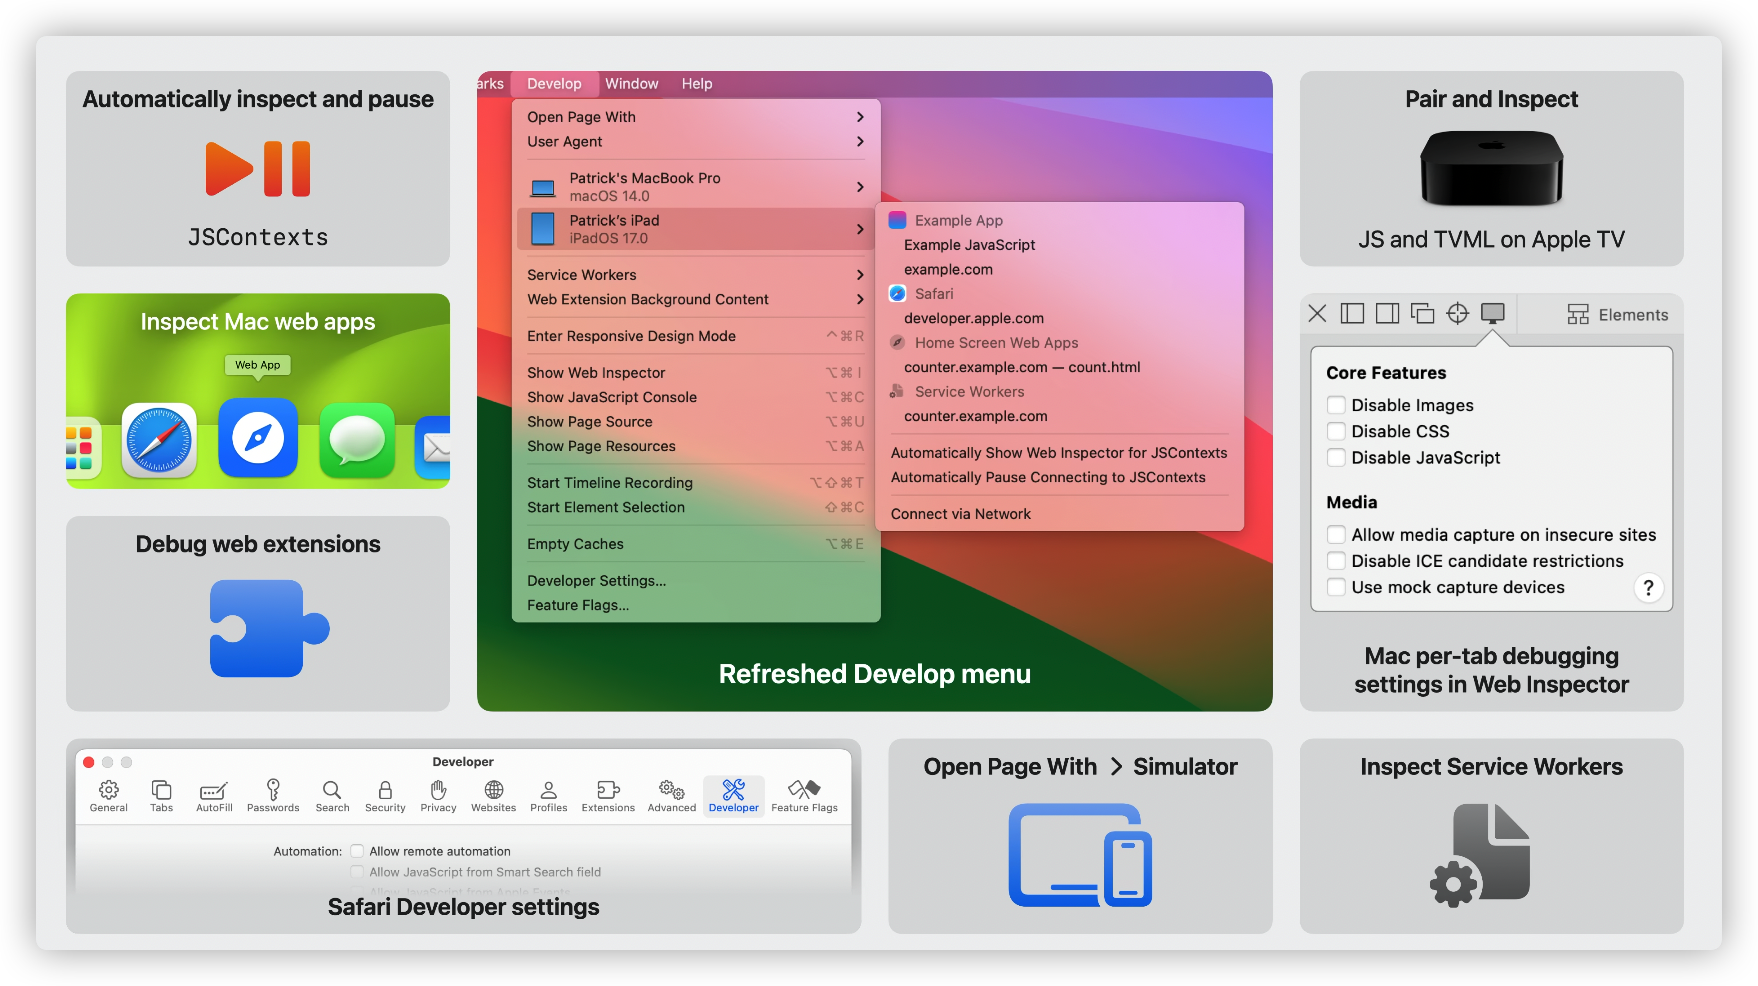 Automatically inspect and pause
JSContexts
Inspect Mac web apps
Web App
Debug web extensions
arks Develop Window Help
Open Page With
User Agent
Patrick's MacBook Pro
macOS 14.0
Patrick's iPad
iPadOS 17.0
Service Workers
Web Extension Background Content
Enter Responsive Design Mode ^⌘R
Show Web Inspector ⌥⌘I
Show JavaScript Console ⌥⌘C
Show Page Source ⌥⌘U
Show Page Resources ⌥⌘A
Start Timeline Recording ⌥⇧⌘T
Start Element Selection ⇧⌘C
Empty Caches ⌥⌘E
Developer Settings...
Feature Flags...
Example App
Example JavaScript
example.com
Safari
developer.apple.com
Home Screen Web Apps
counter.example.com — count.html
Service Workers
counter.example.com
Automatically Show Web Inspector for JSContexts
Automatically Pause Connecting to JSContexts
Connect via Network
Refreshed Develop menu
Pair and Inspect
JS and TVML on Apple TV
Elements
Core Features
Disable Images
Disable CSS
Disable JavaScript
Media
Allow media capture on insecure sites
Disable ICE candidate restrictions
Use mock capture devices
?
Mac per-tab debugging
settings in Web Inspector
Developer
General Tabs AutoFill Passwords Search Security Privacy Websites Profiles Extensions Advanced Developer Feature Flags
Automation: Allow remote automation
Allow JavaScript from Smart Search field
Allow JavaScript from Apple Events
Safari Developer settings
Open Page With > Simulator
Inspect Service Workers